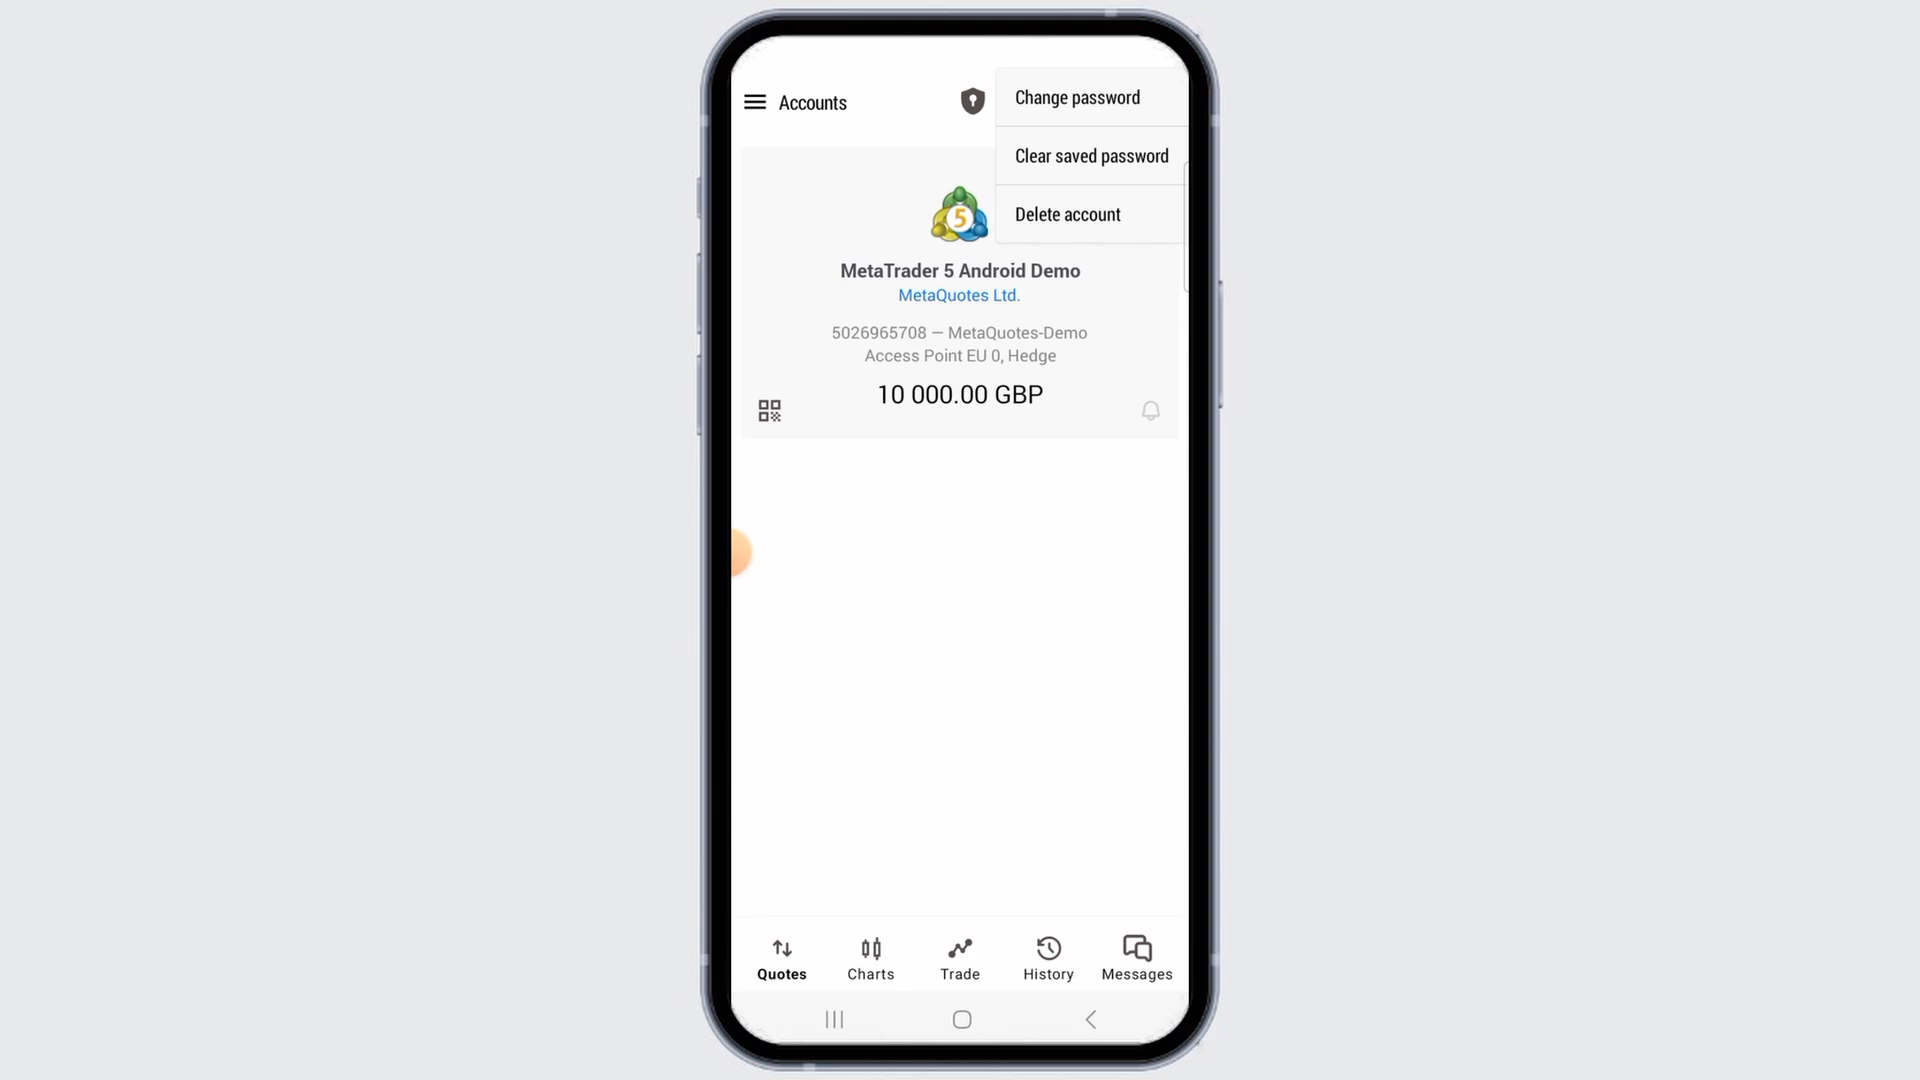 Accounts
Change password
Clear saved password
Delete account
5
MetaTrader 5 Android Demo
MetaQuotes Ltd.
5026965708 — MetaQuotes-Demo
Access Point EU 0, Hedge
10 000.00 GBP
Quotes
Charts
Trade
History
Messages